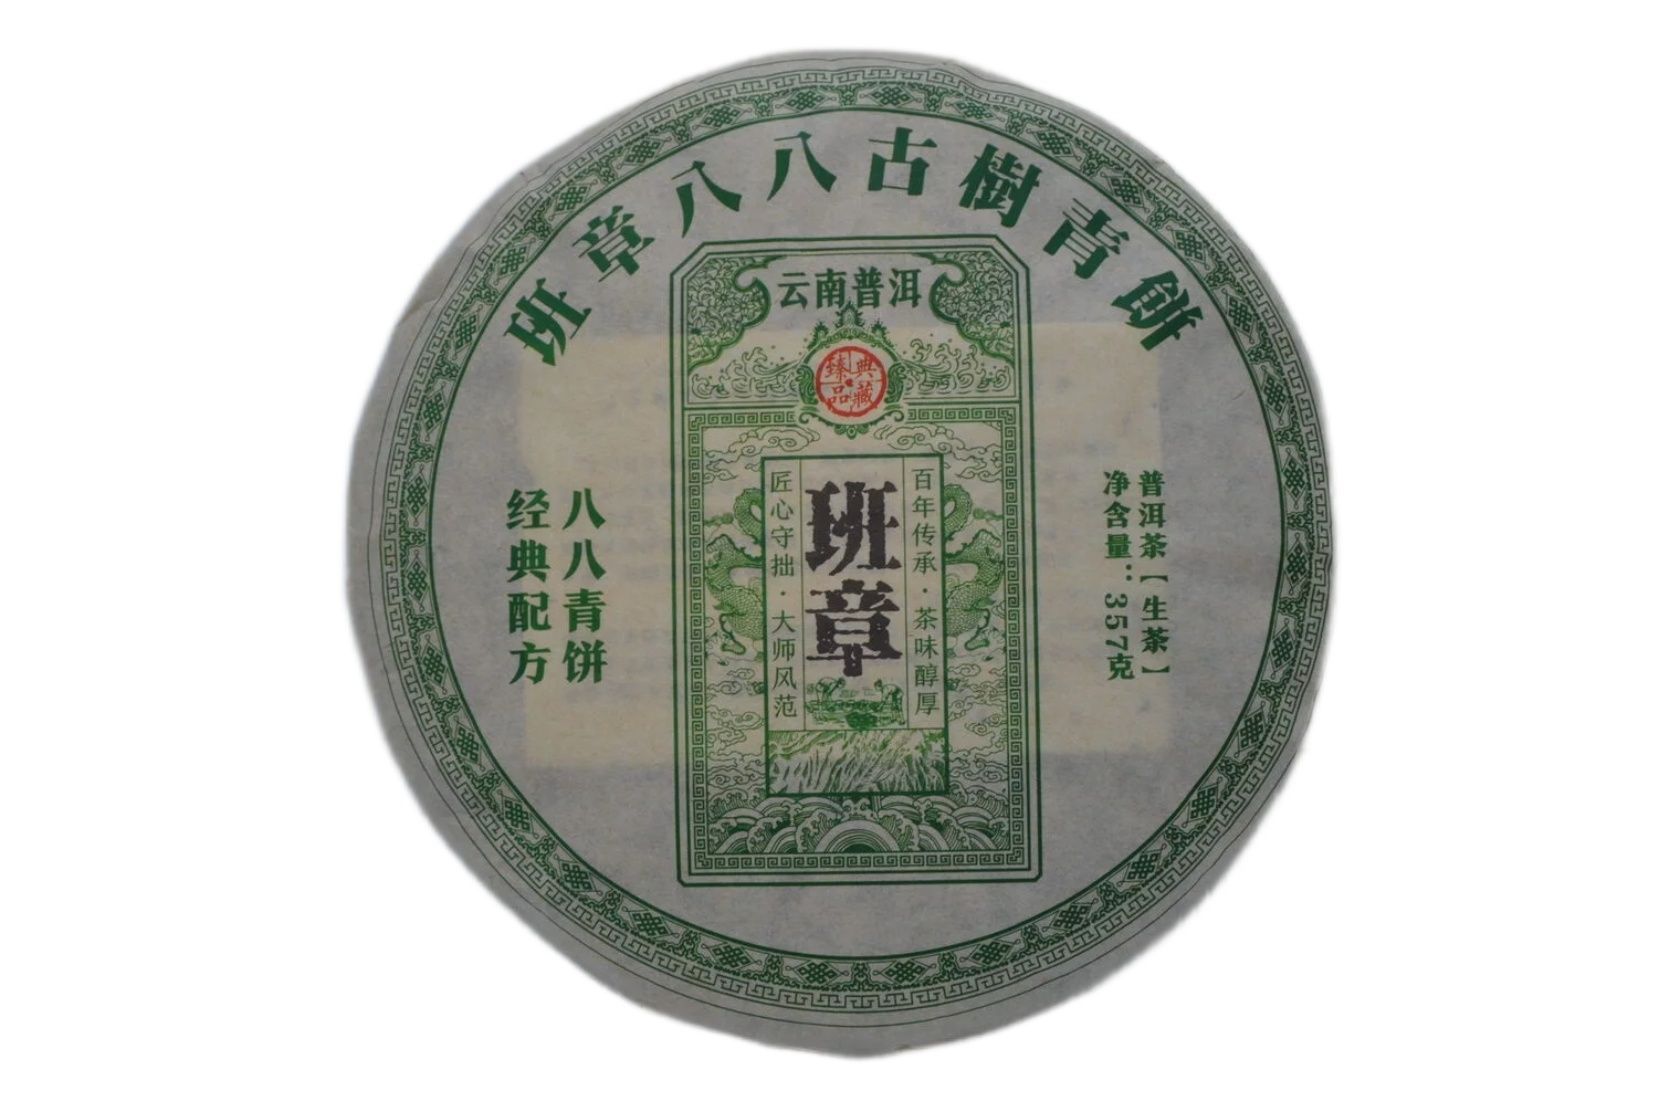 班章八八古樹青餅
云南普洱
典藏
臻品
百年传承·茶味醇厚
班章
匠心守拙·大师风范
八八青饼
经典配方
普洱茶【生茶】
净含量:357克